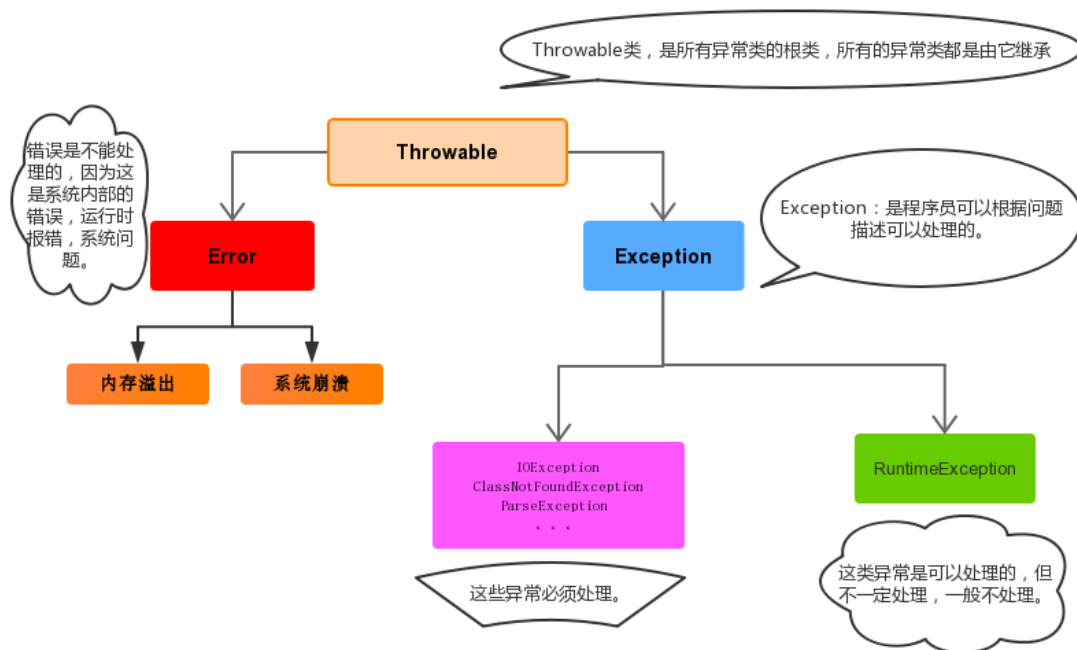 Throwable类，是所有异常类的根类，所有的异常类都是由它继承
Throwable
错误是不能处
理的，因为这
是系统内部的
错误，运行时
报错，系统问
题。
Exception：是程序员可以根据问题
描述可以处理的。
Error
Exception
内存溢出
系统崩溃
IOException
ClassNotFoundException
ParseException
。。。
RuntimeException
这些异常必须处理。
这类异常是可以处理的，但
不一定处理，一般不处理。